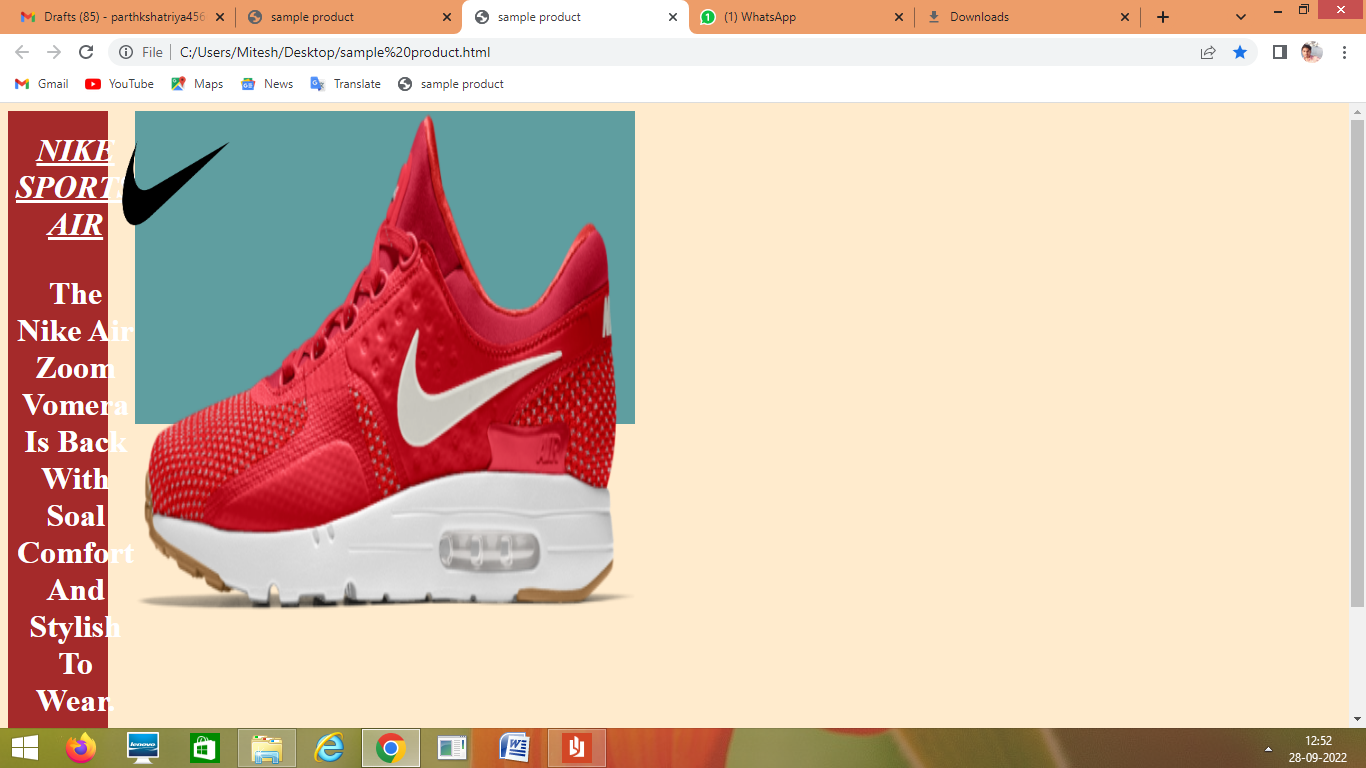 Drafts (85) - parthkshatriya456
sample product
sample product
(1) WhatsApp
Downloads
File
C:/Users/Mitesh/Desktop/sample%20product.html
Gmail
YouTube
Maps
News
Translate
sample product
NIKE
SPORT
AIR
The
Nike Air
Zoom
Vomera
Is Back
With
Soal
Comfort
And
Stylish
To
Wear.
AIR
lenovo
12:52
28-09-2022